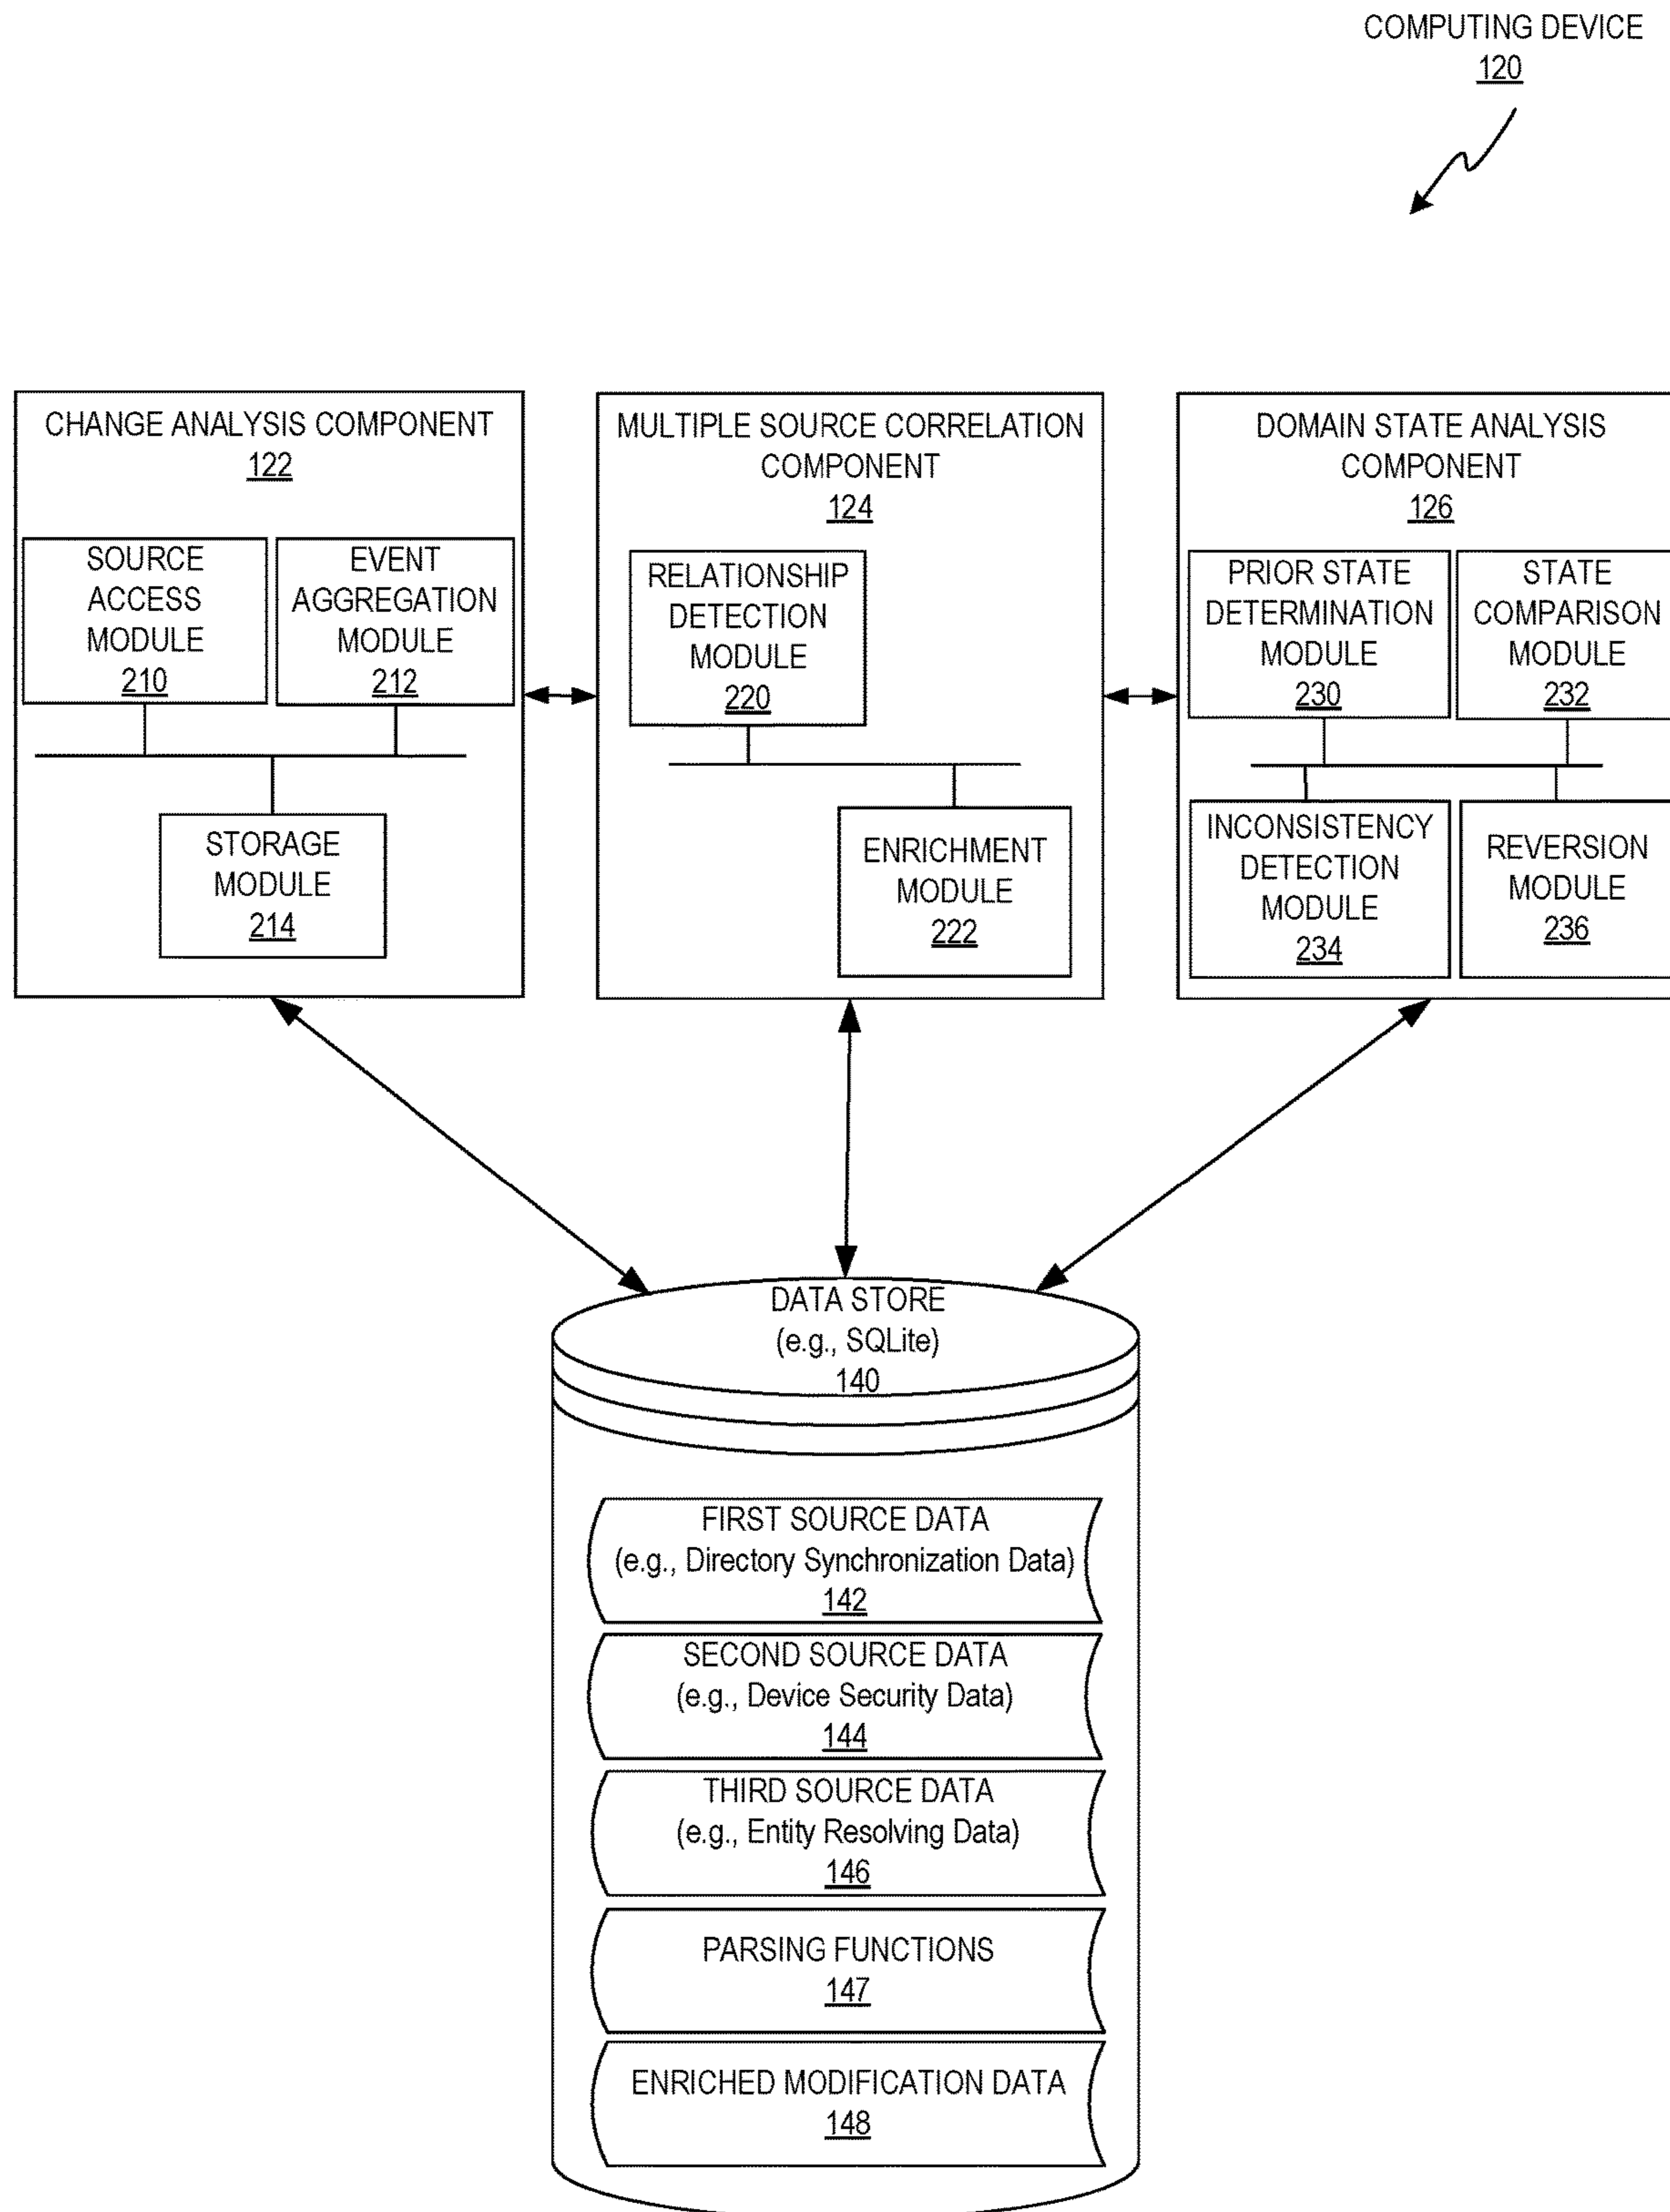 COMPUTING DEVICE
120
CHANGE ANALYSIS COMPONENT
122
SOURCE
ACCESS
MODULE
210
EVENT
AGGREGATION
MODULE
212
STORAGE
MODULE
214
MULTIPLE SOURCE CORRELATION
COMPONENT
124
RELATIONSHIP
DETECTION
MODULE
220
ENRICHMENT
MODULE
222
DOMAIN STATE ANALYSIS
COMPONENT
126
PRIOR STATE
DETERMINATION
MODULE
230
STATE
COMPARISON
MODULE
232
INCONSISTENCY
DETECTION
MODULE
234
REVERSION
MODULE
236
DATA STORE
(e.g., SQLite)
140
FIRST SOURCE DATA
(e.g., Directory Synchronization Data)
142
SECOND SOURCE DATA
(e.g., Device Security Data)
144
THIRD SOURCE DATA
(e.g., Entity Resolving Data)
146
PARSING FUNCTIONS
147
ENRICHED MODIFICATION DATA
148